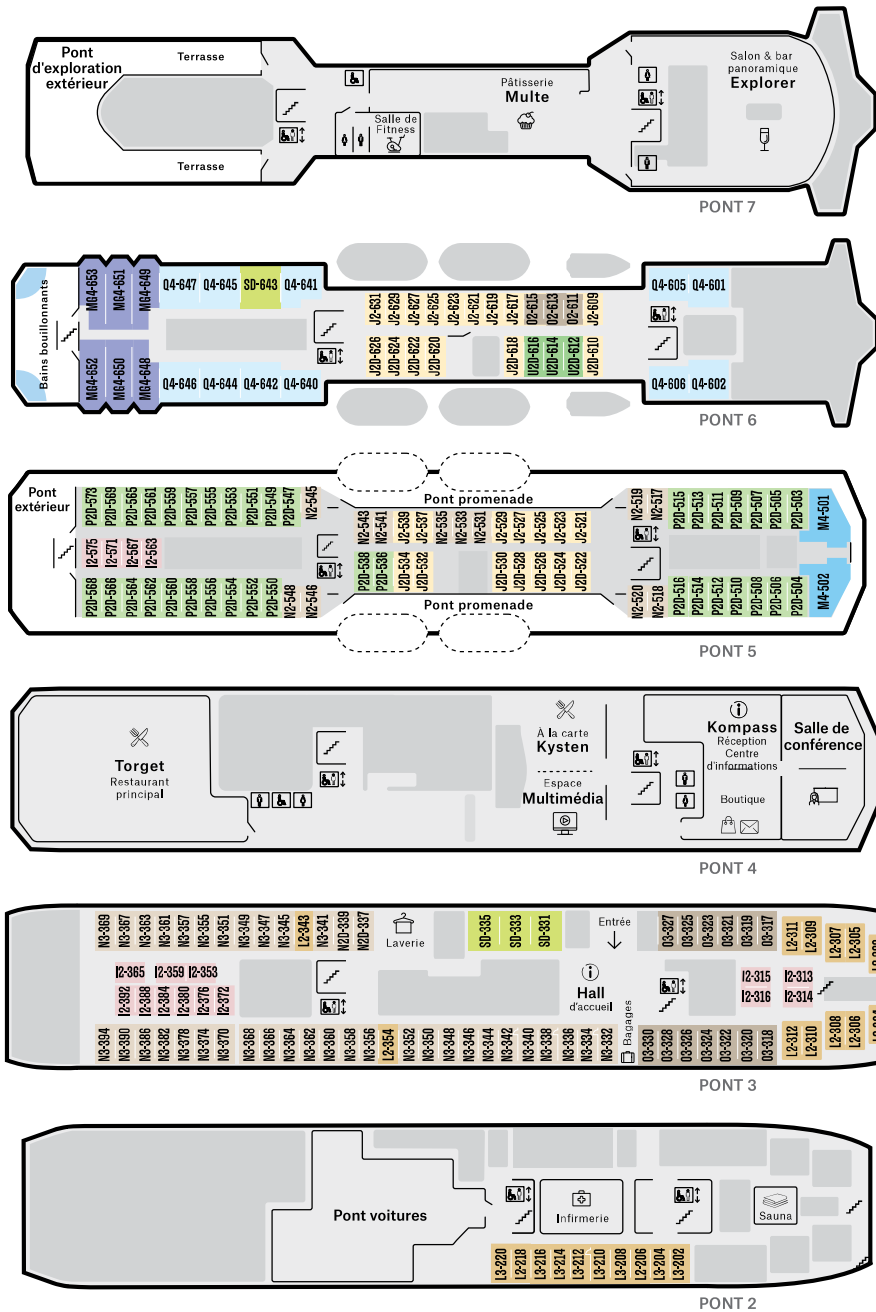 Pont
d'exploration
extérieur
Terrasse
Terrasse
Salle de
Fitness
Pâtisserie
Multe
Salon & bar
panoramique
Explorer
PONT 7
Bains bouillonnants
MG4-653
MG4-651
MG4-649
Q4-647
Q4-645
SD-643
Q4-641
J2-631
J2-629
J2-627
J2-625
J2-623
J2-621
J2-619
J2-617
O2-615
O2-613
O2-611
J2-609
Q4-605
Q4-601
MG4-652
MG4-650
MG4-648
Q4-646
Q4-644
Q4-642
Q4-640
J2D-626
J2D-624
J2D-622
J2D-620
J2D-618
U2D-616
U2D-614
U2D-612
J2D-610
Q4-606
Q4-602
PONT 6
Pont
extérieur
P2D-573
P2D-569
P2D-565
P2D-561
P2D-559
P2D-557
P2D-555
P2D-553
P2D-551
P2D-549
P2D-547
N2-545
Pont promenade
N2-543
N2-541
J2-539
J2-537
N2-535
N2-533
N2-531
J2-529
J2-527
J2-525
J2-523
J2-521
N2-519
N2-517
P2D-515
P2D-513
P2D-511
P2D-509
P2D-507
P2D-505
P2D-503
M4-501
I2-575
I2-571
I2-567
I2-563
P2D-568
P2D-566
P2D-564
P2D-562
P2D-560
P2D-558
P2D-556
P2D-554
P2D-552
P2D-550
N2-548
N2-546
P2D-538
P2D-536
J2D-534
J2D-532
J2D-530
J2D-528
J2D-526
J2D-524
J2D-522
Pont promenade
N2-520
N2-518
P2D-516
P2D-514
P2D-512
P2D-510
P2D-508
P2D-506
P2D-504
M4-502
PONT 5
Torget
Restaurant
principal
À la carte
Kysten
Espace
Multimédia
Kompass
Réception
Centre
d'informations
Boutique
Salle de
conférence
PONT 4
N3-369
N3-367
N3-363
N3-361
N3-357
N3-355
N3-351
N3-349
N3-347
N3-345
L2-343
N3-341
N2D-339
N2D-337
Laverie
SD-335
SD-333
SD-331
Entrée
O3-327
O3-325
O3-323
O3-321
O3-319
O3-317
L2-311
L2-309
L2-307
L2-305
I2-365
I2-359
I2-353
I2-392
I2-388
I2-384
I2-380
I2-376
I2-372
Hall
d'accueil
Bagages
I2-315
I2-313
I2-316
I2-314
N3-394
N3-390
N3-386
N3-382
N3-378
N3-374
N3-370
N3-368
N3-366
N3-364
N3-362
N3-360
N3-358
N3-356
L2-354
N3-352
N3-350
N3-348
N3-346
N3-344
N3-342
N3-340
N3-338
N3-336
N3-334
N3-332
O3-330
O3-328
O3-326
O3-324
O3-322
O3-320
O3-318
L2-312
L2-310
L2-308
L2-306
PONT 3
Pont voitures
Infirmerie
Sauna
L3-220
L2-218
L3-216
L3-214
L3-212
L3-210
L3-208
L2-206
L3-204
L3-202
PONT 2